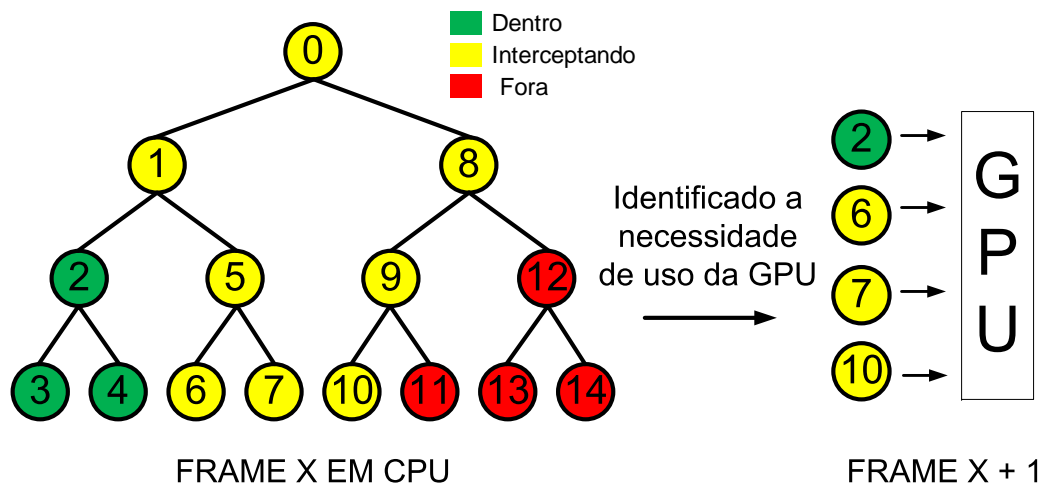 Dentro
Interceptando
Fora
0
1
8
2
5
9
12
3
4
6
7
10
11
13
14
Identificado a
necessidade
de uso da GPU
2
6
7
10
G
P
U
FRAME X EM CPU
FRAME X + 1